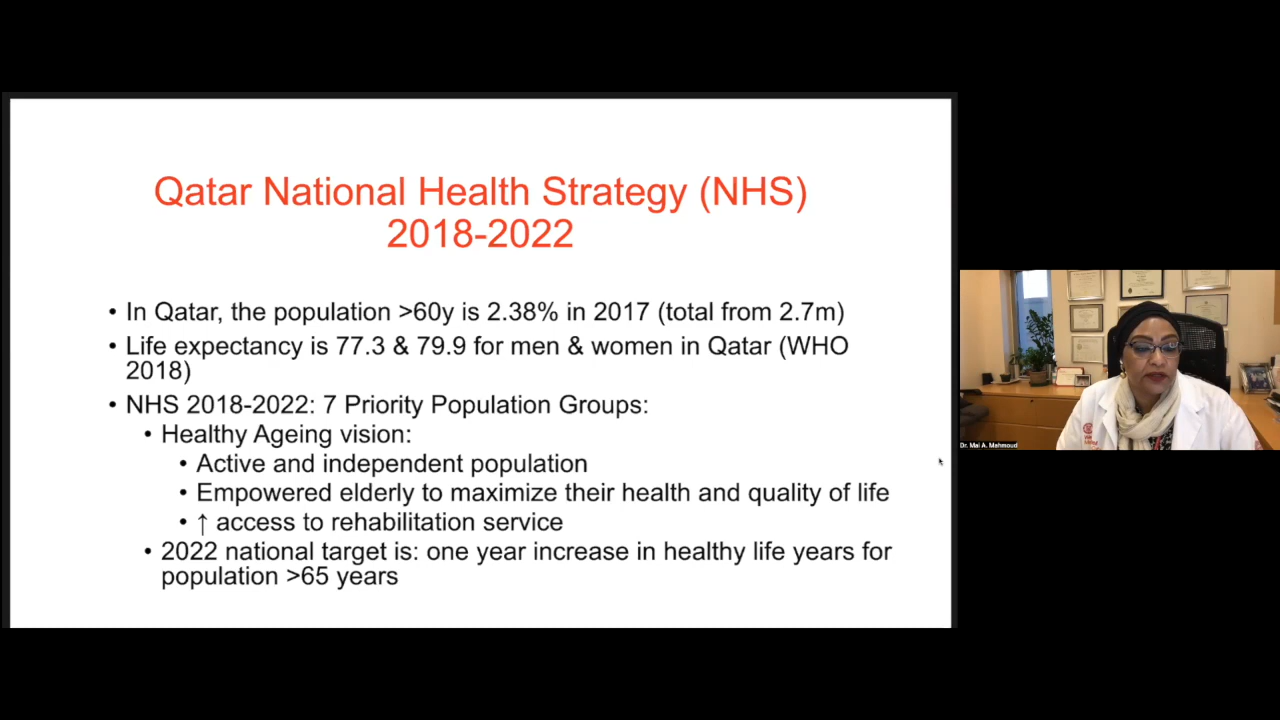 Qatar National Health Strategy (NHS)
2018-2022
• In Qatar, the population >60y is 2.38% in 2017 (total from 2.7m)
• Life expectancy is 77.3 & 79.9 for men & women in Qatar (WHO
2018)
• NHS 2018-2022: 7 Priority Population Groups:
• Healthy Ageing vision:
• Active and independent population
• Empowered elderly to maximize their health and quality of life
• ↑ access to rehabilitation service
• 2022 national target is: one year increase in healthy life years for
population >65 years
Dr. Mai A. Mahmoud